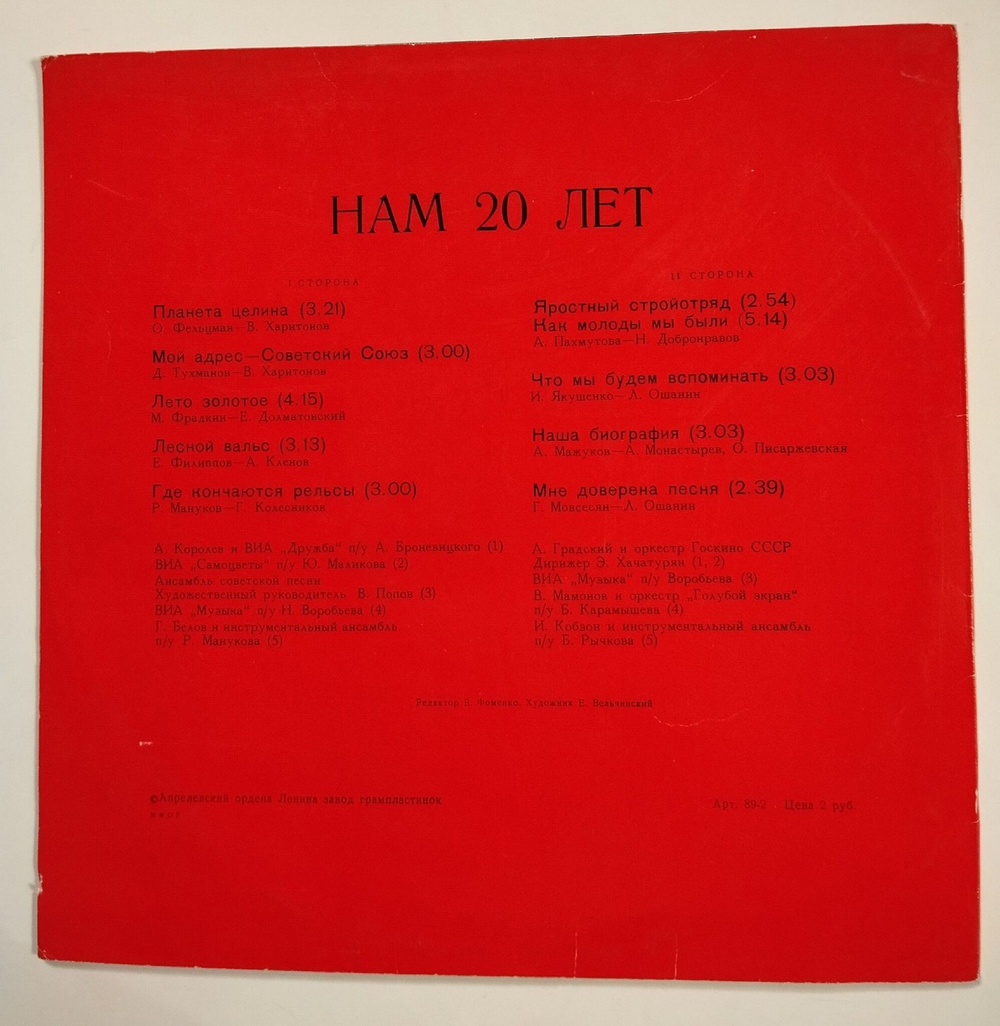 НАМ 20 ЛЕТ
I СТОРОНА
Планета целина (3.21)
О. Фельцман—В. Харитонов
Мой адрес—Советский Союз (3.00)
Д. Тухманов—В. Харитонов
Лето золотое (4.15)
М. Фрадкин—Е. Долматовский
Лесной вальс (3.13)
Е. Филиппов—А. Кленов
Где кончаются рельсы (3.00)
Р. Мануков—Г. Колесников
А. Королев и ВИА „Дружба“ п/у А. Броневицкого (1)
ВИА „Самоцветы“ п/у Ю. Маликова (2)
Ансамбль советской песни
Художественный руководитель В. Попов (3)
ВИА „Музыка“ п/у Н. Воробьева (4)
Г. Белов и инструментальный ансамбль
п/у Р. Манукова (5)
II СТОРОНА
Яростный стройотряд (2.54)
Как молоды мы были (5.14)
А. Пахмутова—Н. Добронравов
Что мы будем вспоминать (3.03)
И. Якушенко—Л. Ошанин
Наша биография (3.03)
А. Мажуков—А. Монастырев, О. Писаржевская
Мне доверена песня (2.39)
Г. Мовсесян—Л. Ошанин
А. Градский и оркестр Госкино СССР
Дирижер Э. Хачатурян (1, 2)
ВИА „Музыка“ п/у Воробьева (3)
В. Мамонов и оркестр „Голубой экран“
п/у Б. Карамышева (4)
И. Кобзон и инструментальный ансамбль
п/у Б. Рычкова (5)
Редактор В. Фоменко. Художник Е. Вельчинский
©Апрелевский ордена Ленина завод грампластинок
Арт. 89-2 Цена 2 руб.